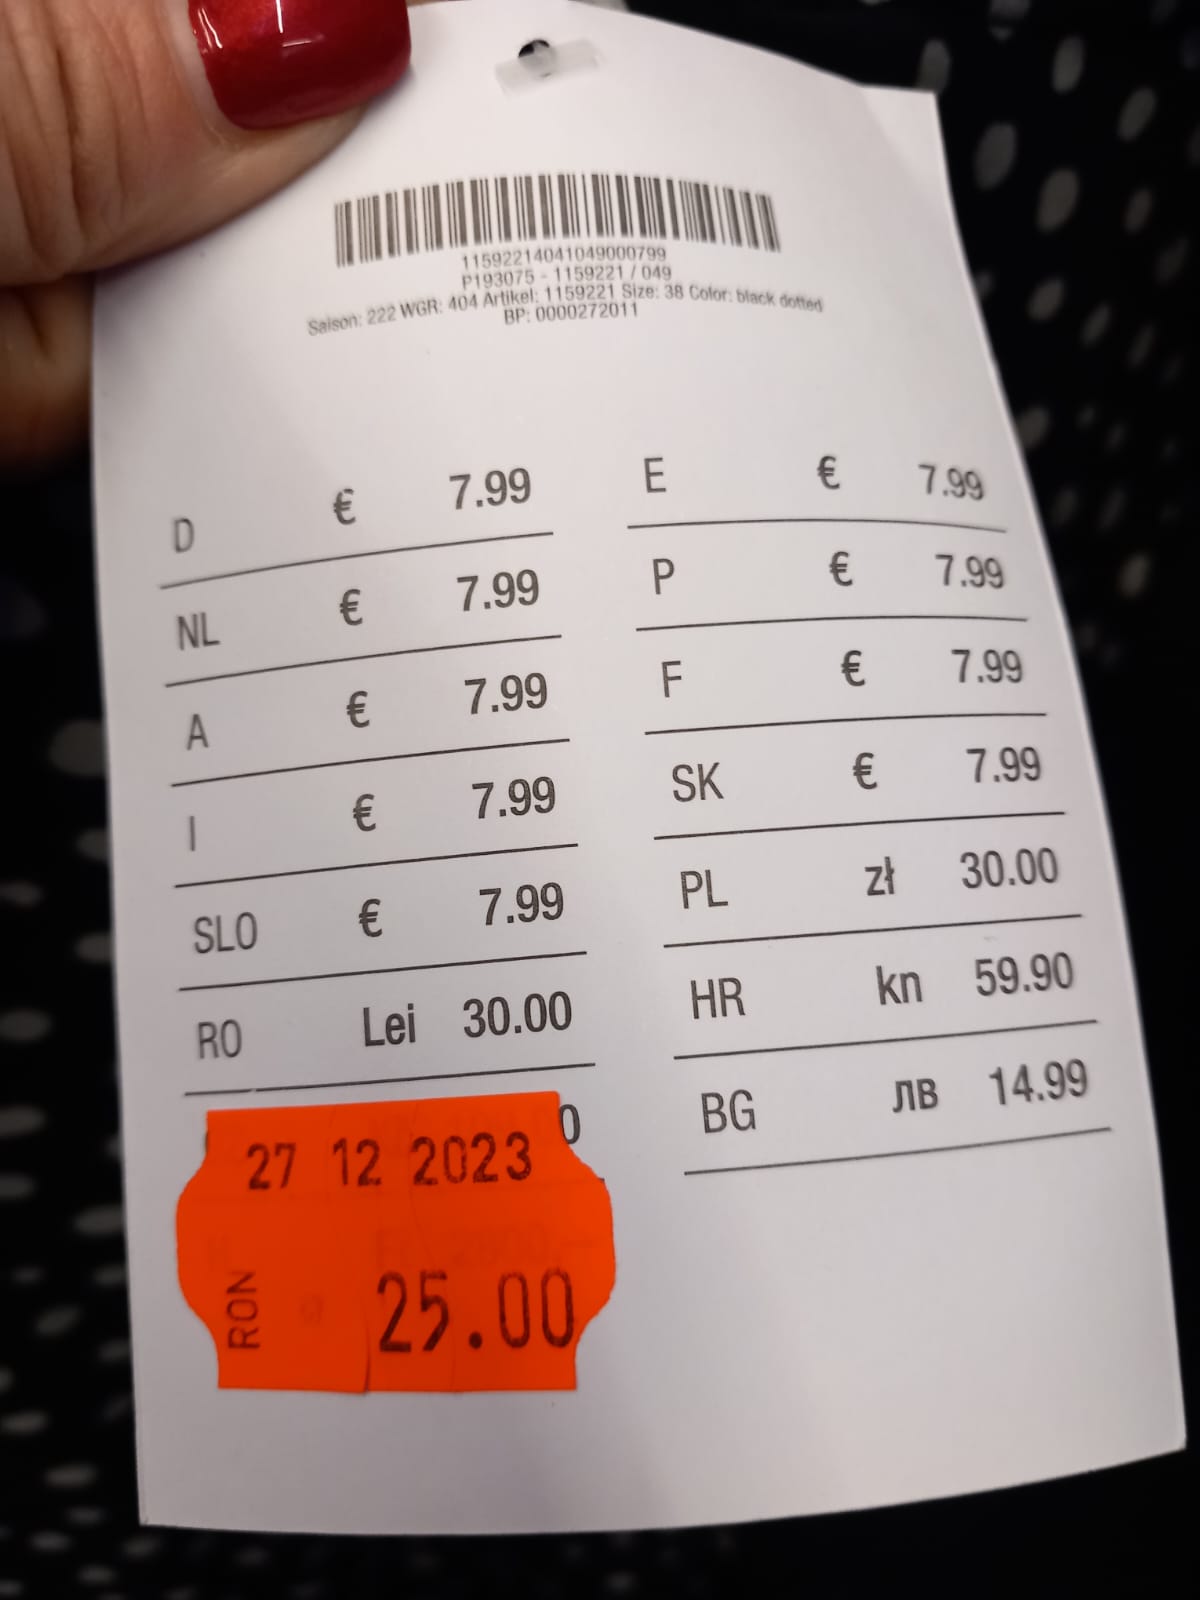 11592214041049000799
P193075 - 1159221 / 049
Saison: 222 WGR: 404 Artikel: 1159221 Size: 38 Color: black dotted
BP: 0000272011
D € 7.99
NL € 7.99
A € 7.99
I € 7.99
SLO € 7.99
RO Lei 30.00
E € 7.99
P € 7.99
F € 7.99
SK € 7.99
PL zł 30.00
HR kn 59.90
BG лв 14.99
27 12 2023
RON 25.00